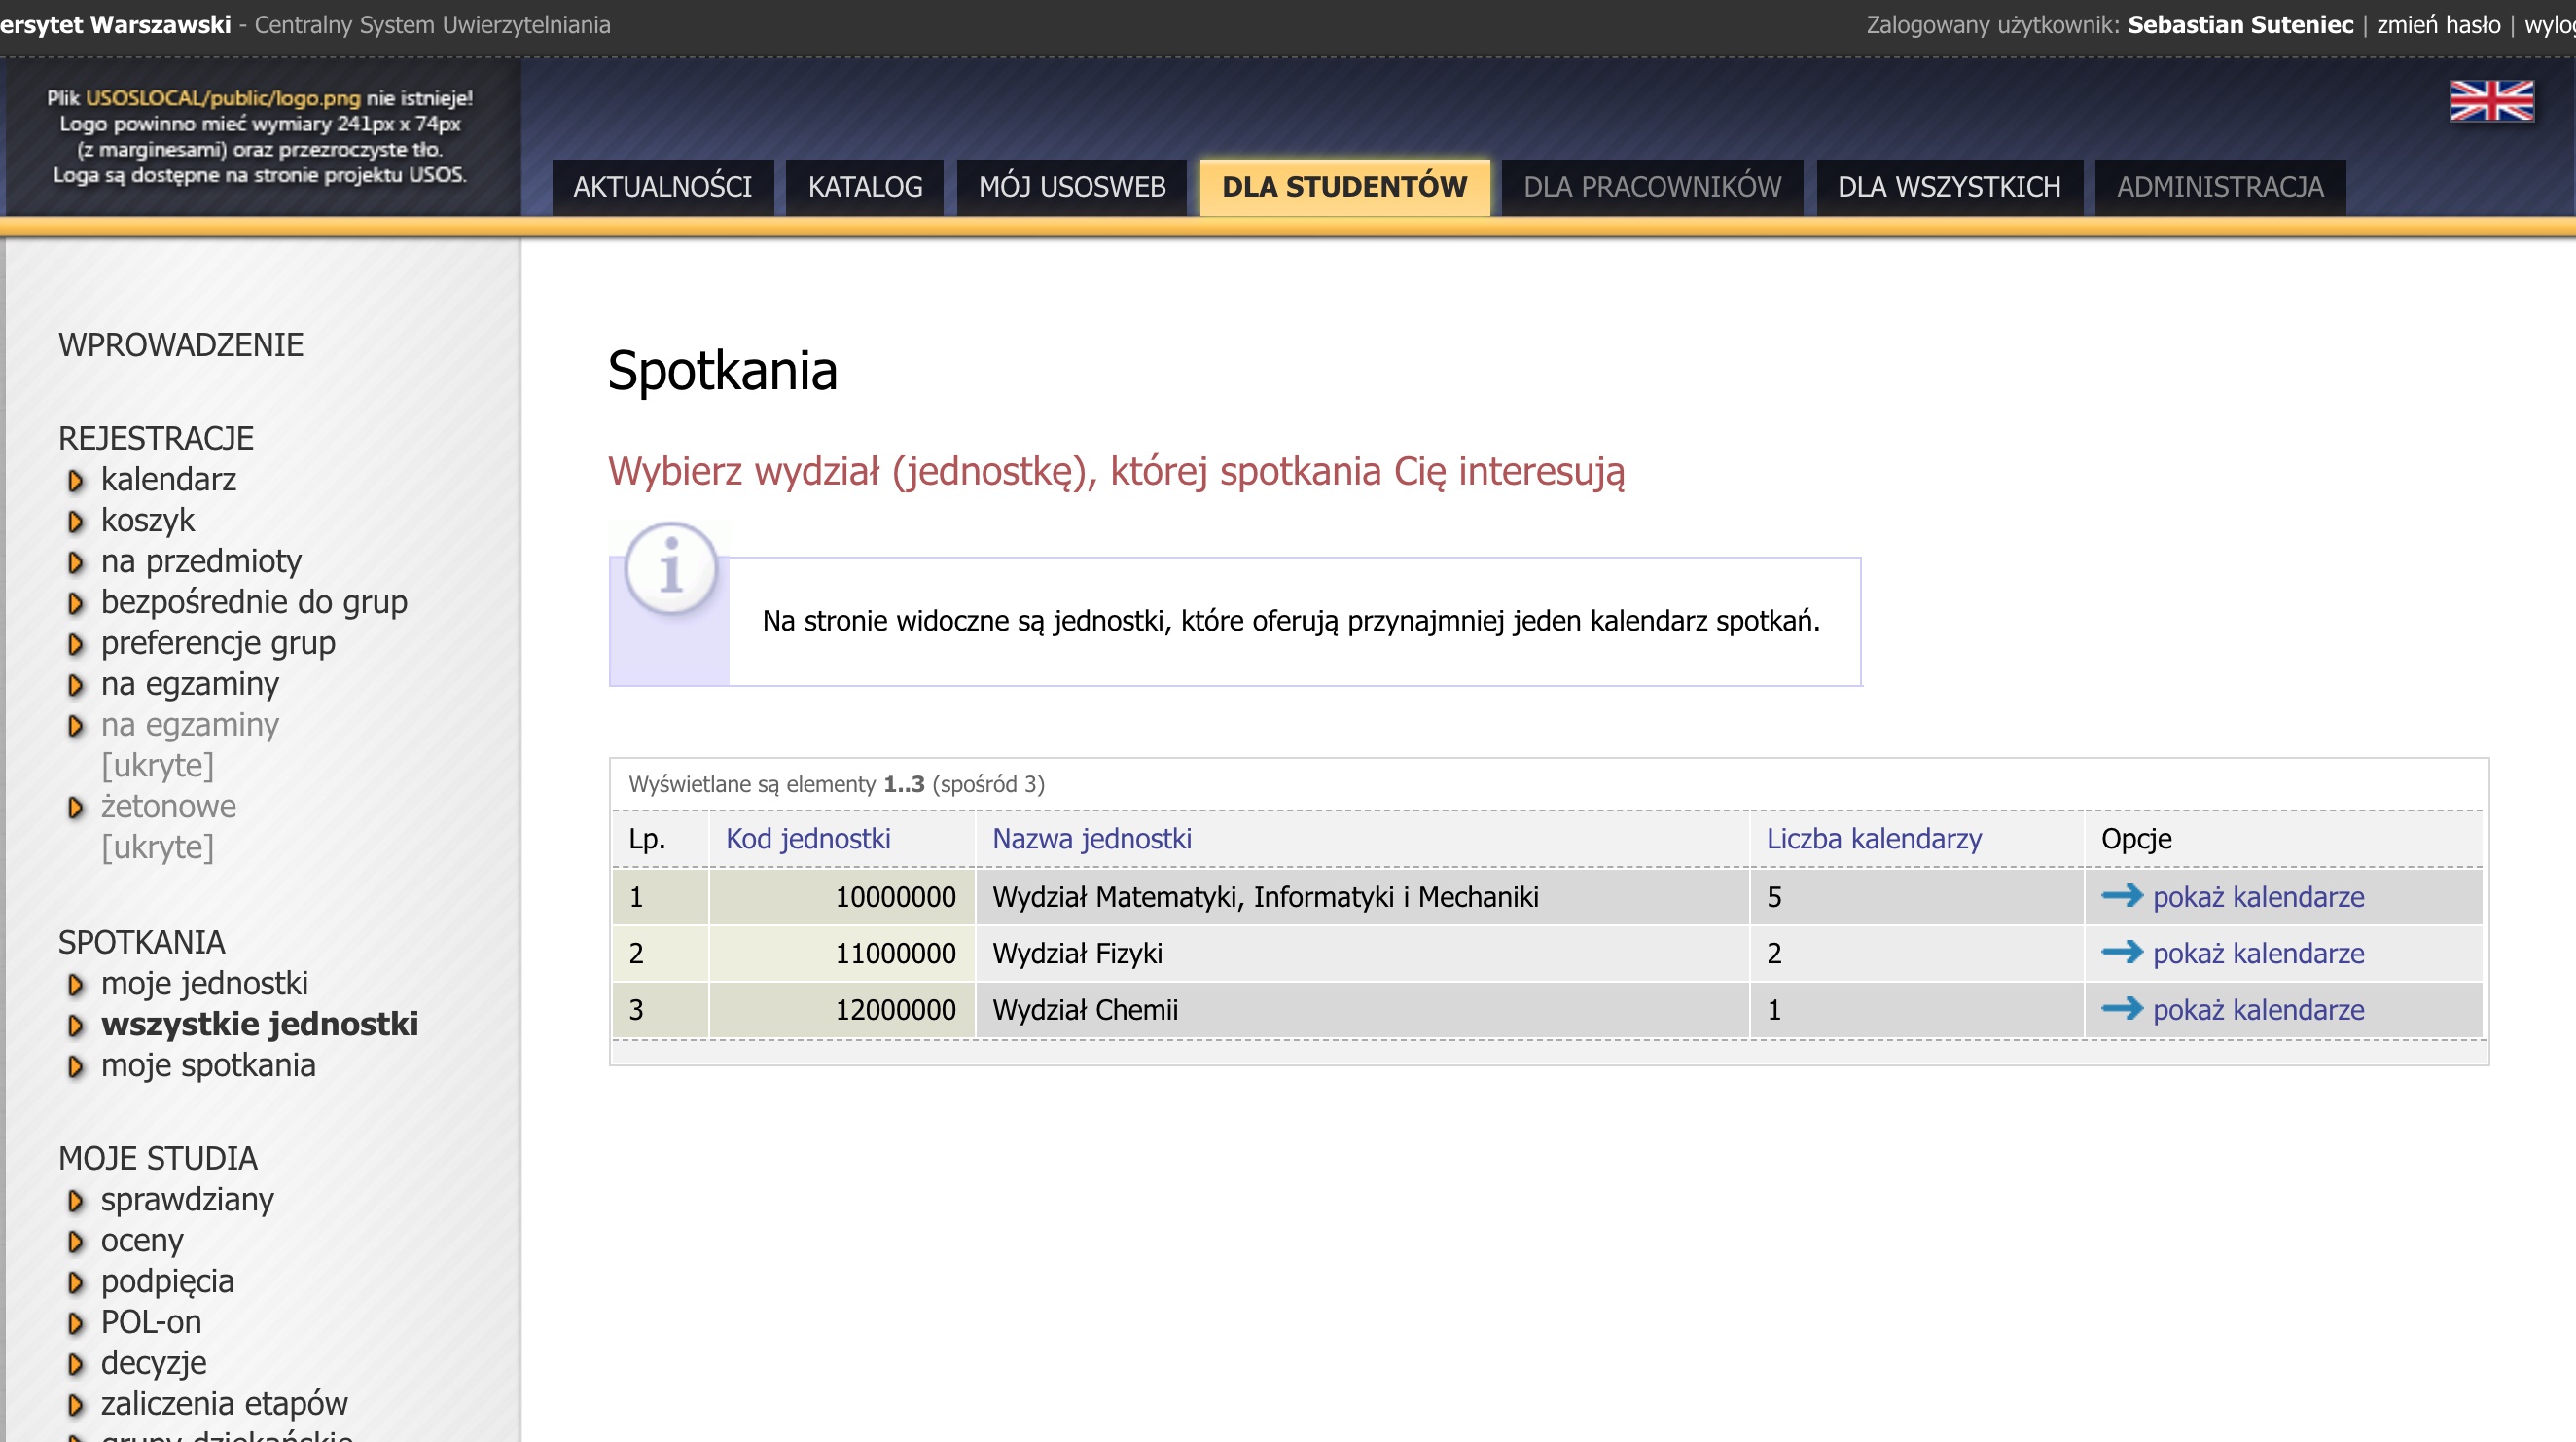 ersytet Warszawski - Centralny System Uwierzytelniania
Zalogowany użytkownik: Sebastian Suteniec | zmień hasło |
Plik USOSLOCAL/public/logo.png nie istnieje!
Logo powinno mieć wymiary 241px x 74px
(z marginesami) oraz przezroczyste tło.
Loga są dostępne na stronie projektu USOS.
AKTUALNOŚCI KATALOG MÓJ USOSWEB DLA STUDENTÓW DLA PRACOWNIKÓW DLA WSZYSTKICH ADMINISTRACJA
WPROWADZENIE
REJESTRACJE
kalendarz
koszyk
na przedmioty
bezpośrednie do grup
preferencje grup
na egzaminy
na egzaminy
[ukryte]
żetonowe
[ukryte]
SPOTKANIA
moje jednostki
wszystkie jednostki
moje spotkania
MOJE STUDIA
sprawdziany
oceny
podpięcia
POL-on
decyzje
zaliczenia etapów
grupy dziekańskie
Spotkania
Wybierz wydział (jednostkę), której spotkania Cię interesują
Na stronie widoczne są jednostki, które oferują przynajmniej jeden kalendarz spotkań.
Wyświetlane są elementy 1..3 (spośród 3)
Lp. Kod jednostki Nazwa jednostki Liczba kalendarzy Opcje
1 10000000 Wydział Matematyki, Informatyki i Mechaniki 5 pokaż kalendarze
2 11000000 Wydział Fizyki 2 pokaż kalendarze
3 12000000 Wydział Chemii 1 pokaż kalendarze